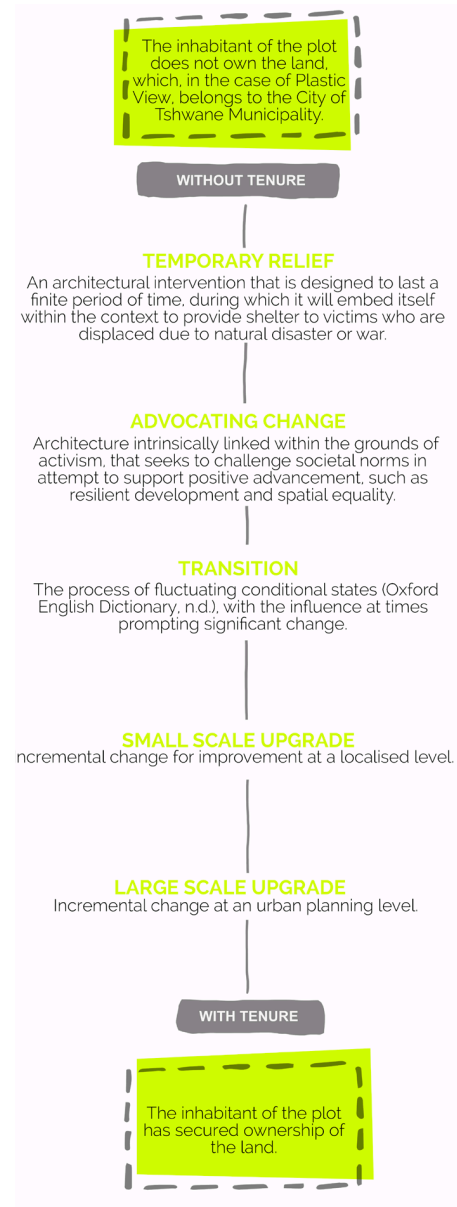 The inhabitant of the plot
does not own the land,
which, in the case of Plastic
View, belongs to the City of
Tshwane Municipality.
WITHOUT TENURE
TEMPORARY RELIEF
An architectural intervention that is designed to last a
finite period of time, during which it will embed itself
within the context to provide shelter to victims who are
displaced due to natural disaster or war.
ADVOCATING CHANGE
Architecture intrinsically linked within the grounds of
activism, that seeks to challenge societal norms in
attempt to support positive advancement, such as
resilient development and spatial equality.
TRANSITION
The process of fluctuating conditional states (Oxford
English Dictionary, n.d.), with the influence at times
prompting significant change.
SMALL SCALE UPGRADE
ncremental change for improvement at a localised level.
LARGE SCALE UPGRADE
Incremental change at an urban planning level.
WITH TENURE
The inhabitant of the plot
has secured ownership of
the land.